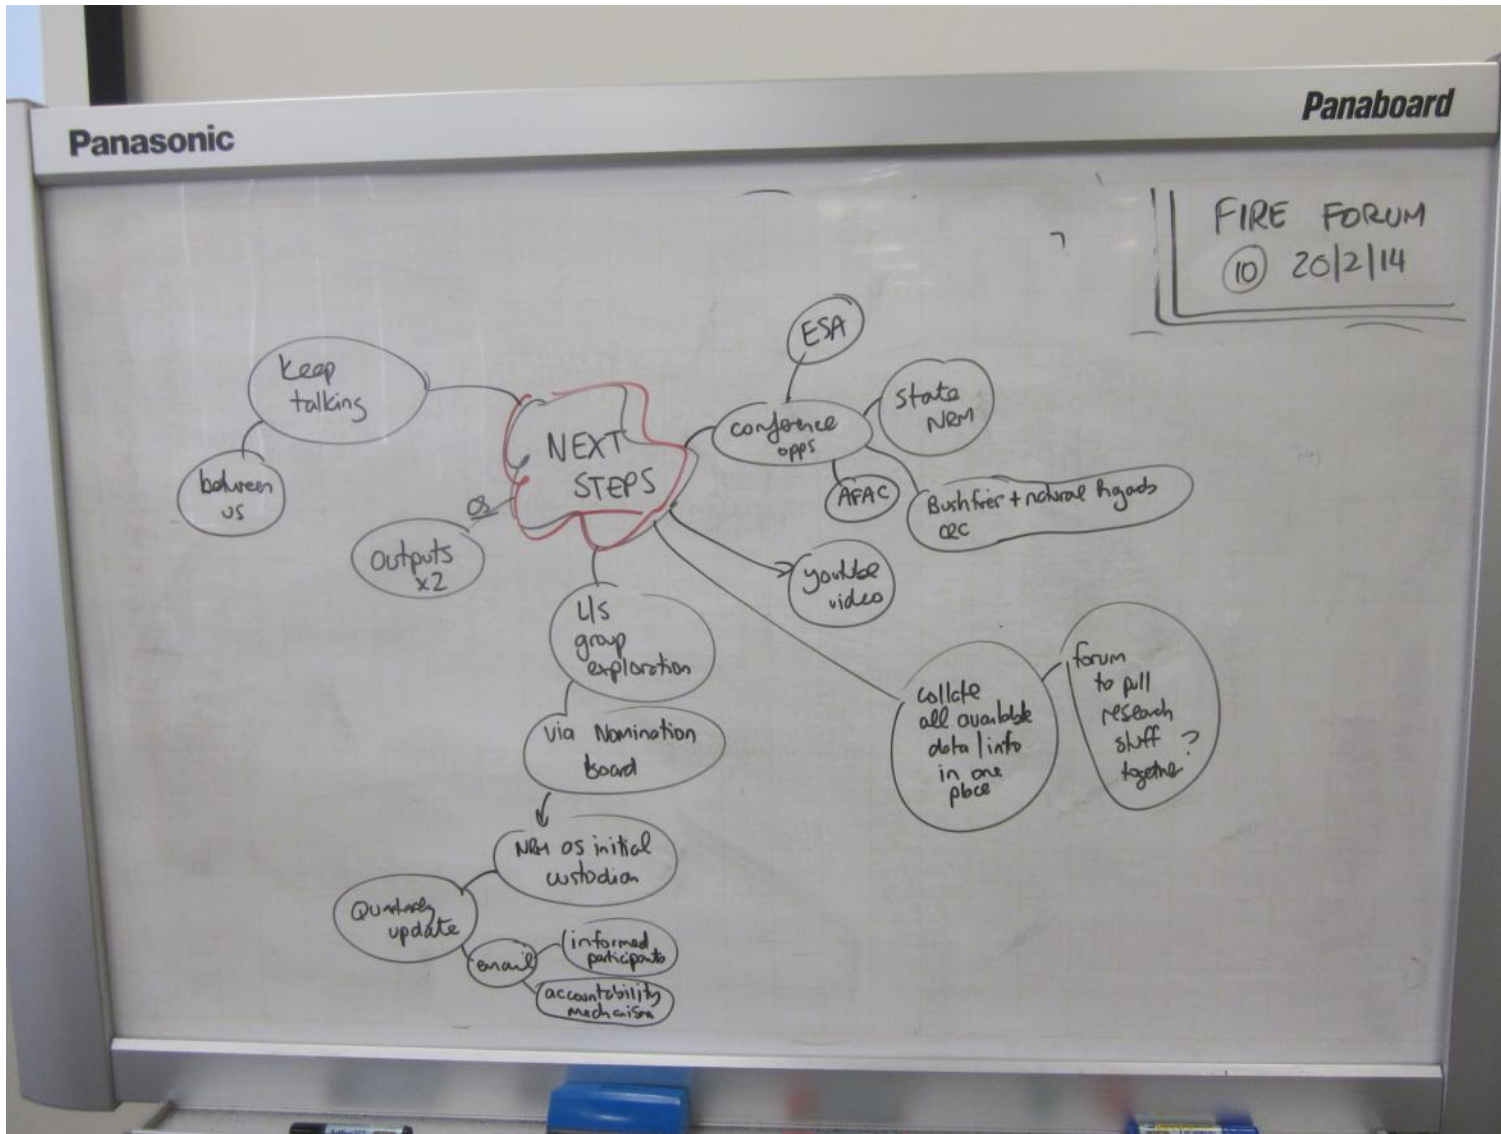 Panasonic
Panaboard
FIRE FORUM
10 20/2/14
NEXT
STEPS
keep
talking
between
us
OS
outputs
x2
ESA
conference
opps
state
NRM
AFAC
Bushfires + natural hazards
CRC
youtube
video
collate
all available
data/info
in one
place
forum
to pull
research
stuff
together?
L/S
group
exploration
via Nomination
Board
NRM OS initial
custodian
Quarterly
update
email
informed
participants
accountability
mechanism